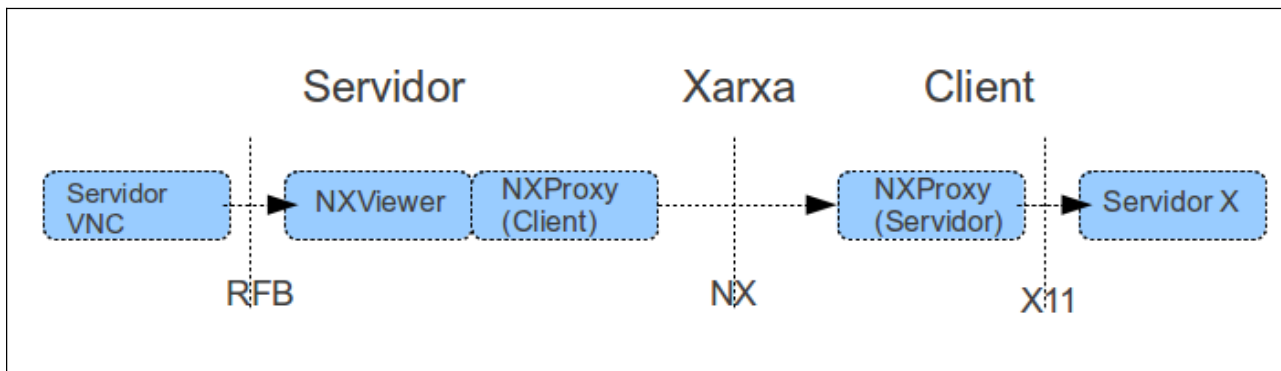 Servidor
Xarxa
Client
Servidor
VNC
NXViewer
NXProxy
(Client)
NXProxy
(Servidor)
Servidor X
RFB
NX
X11